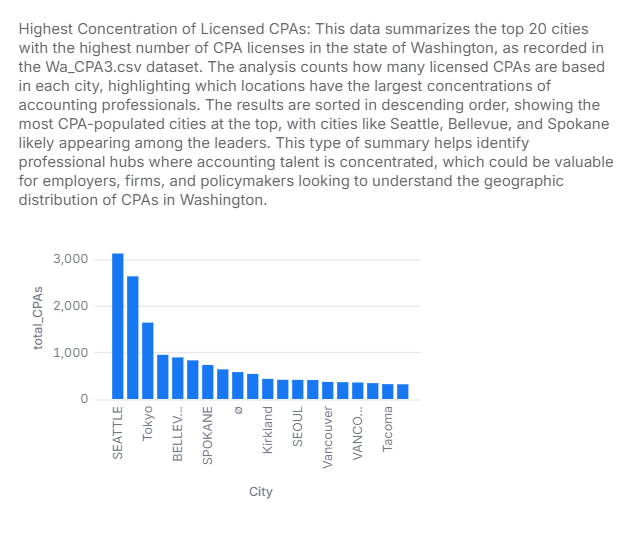 Highest Concentration of Licensed CPAs: This data summarizes the top 20 cities
with the highest number of CPA licenses in the state of Washington, as recorded in
the Wa_CPA3.csv dataset. The analysis counts how many licensed CPAs are based
in each city, highlighting which locations have the largest concentrations of
accounting professionals. The results are sorted in descending order, showing the
most CPA-populated cities at the top, with cities like Seattle, Bellevue, and Spokane
likely appearing among the leaders. This type of summary helps identify
professional hubs where accounting talent is concentrated, which could be valuable
for employers, firms, and policymakers looking to understand the geographic
distribution of CPAs in Washington.
3,000
2,000
1,000
0
total_CPAs
SEATTLE
Tokyo
BELLEV...
SPOKANE
ø
Kirkland
SEOUL
Vancouver
VANCO...
Tacoma
City